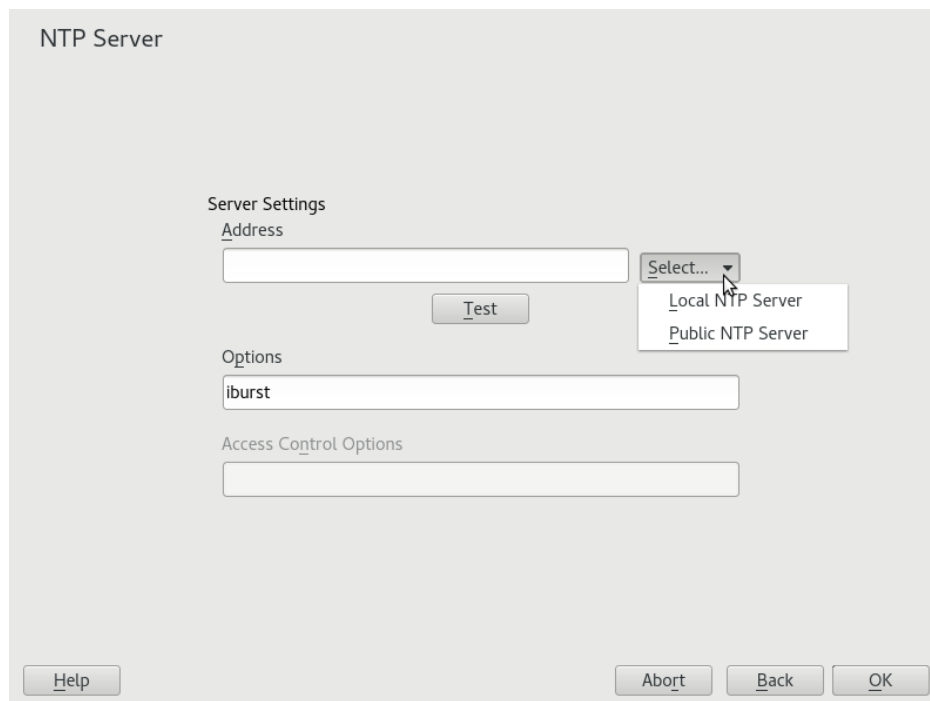 NTP Server
Server Settings
Address
Select...
Local NTP Server
Public NTP Server
Test
Options
iburst
Access Control Options
Help
Abort
Back
OK